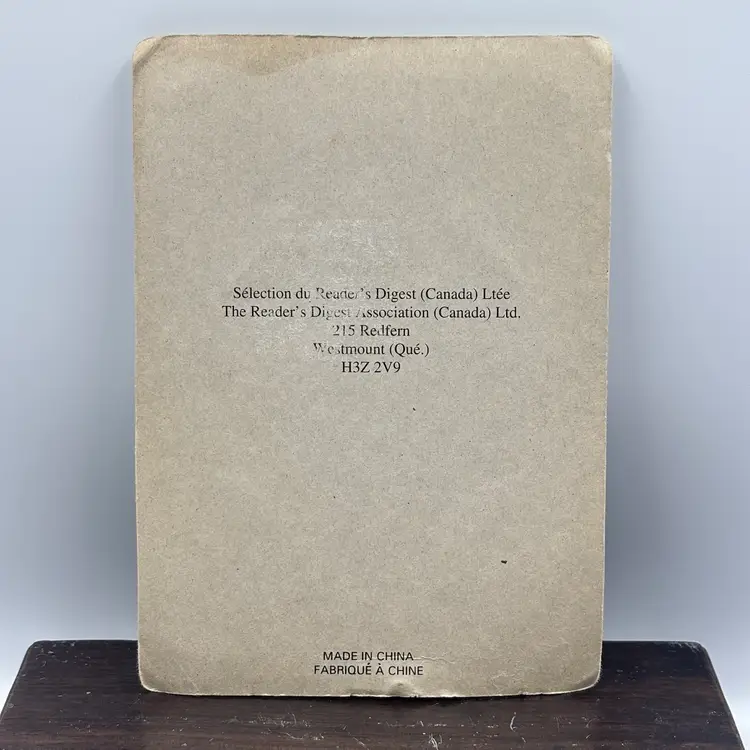 Sélection du Reader's Digest (Canada) Ltée
The Reader's Digest Association (Canada) Ltd.
215 Redfern
Westmount (Qué.)
H3Z 2V9
MADE IN CHINA
FABRIQUÉ À CHINE